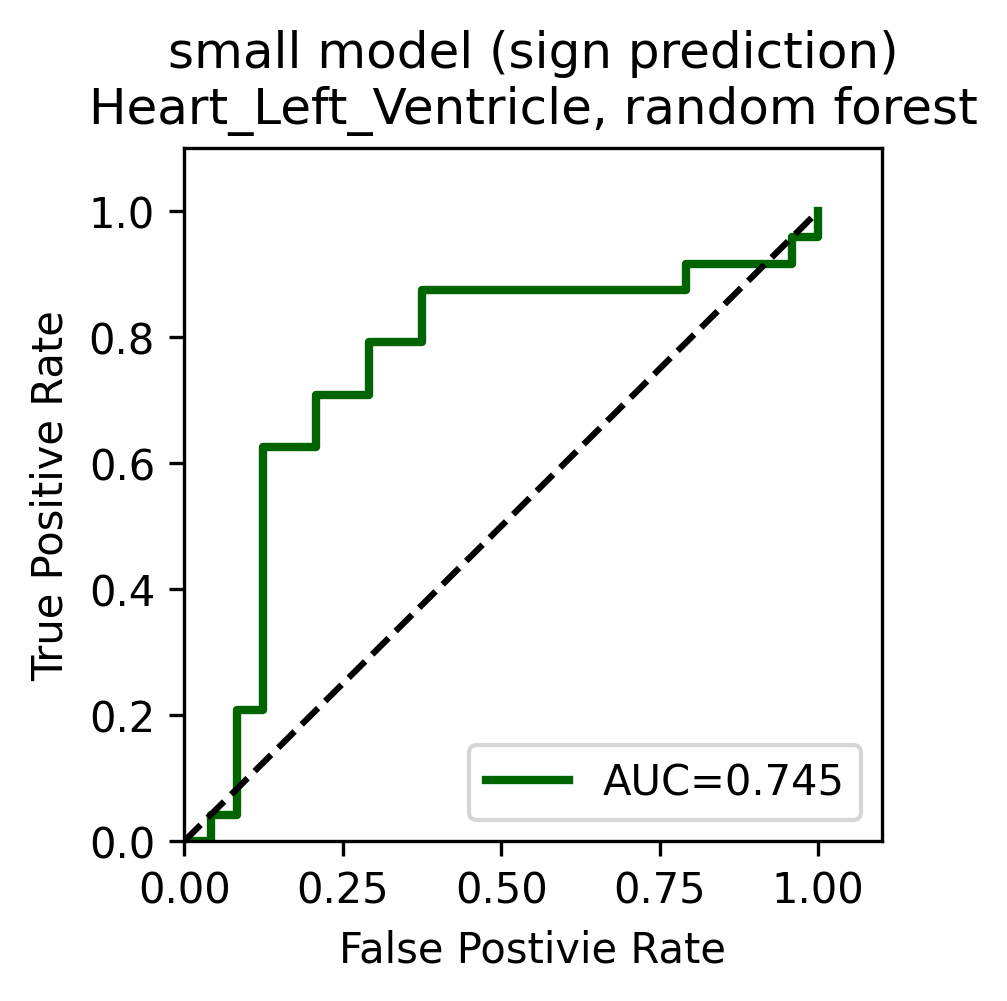 small model (sign prediction)
Heart_Left_Ventricle, random forest
True Positive Rate
1.0
0.8
0.6
0.4
0.2
0.0
AUC=0.745
0.00 0.25 0.50 0.75 1.00
False Postivie Rate